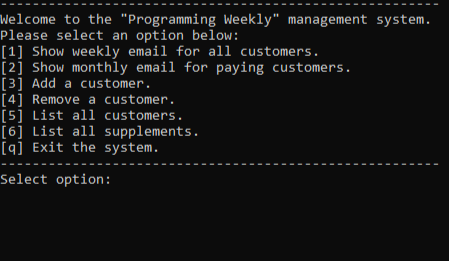 -------------------------------------------------------
Welcome to the "Programming Weekly" management system.
Please select an option below:
[1] Show weekly email for all customers.
[2] Show monthly email for paying customers.
[3] Add a customer.
[4] Remove a customer.
[5] List all customers.
[6] List all supplements.
[q] Exit the system.
-------------------------------------------------------
Select option: